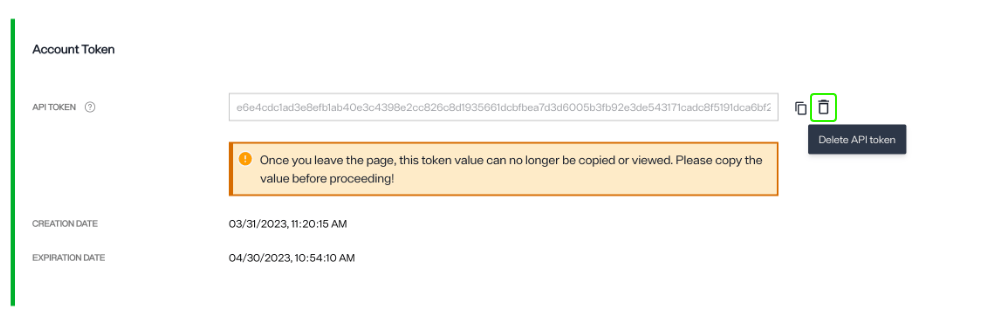 Account Token
API TOKEN
e6e4cdc1ad3e8efb1ab40e3c4398e2cc826c8d1935661dcbfbea7d3d6005b3fb92e3de543171cadc8f5191dca6bf2
Delete API token
Once you leave the page, this token value can no longer be copied or viewed. Please copy the
value before proceeding!
CREATION DATE
03/31/2023, 11:20:15 AM
EXPIRATION DATE
04/30/2023, 10:54:10 AM